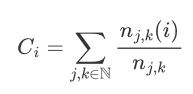 C_i = \sum_{j,k \in \mathbb{N}} \frac{n_{j,k}(i)}{n_{j,k}}